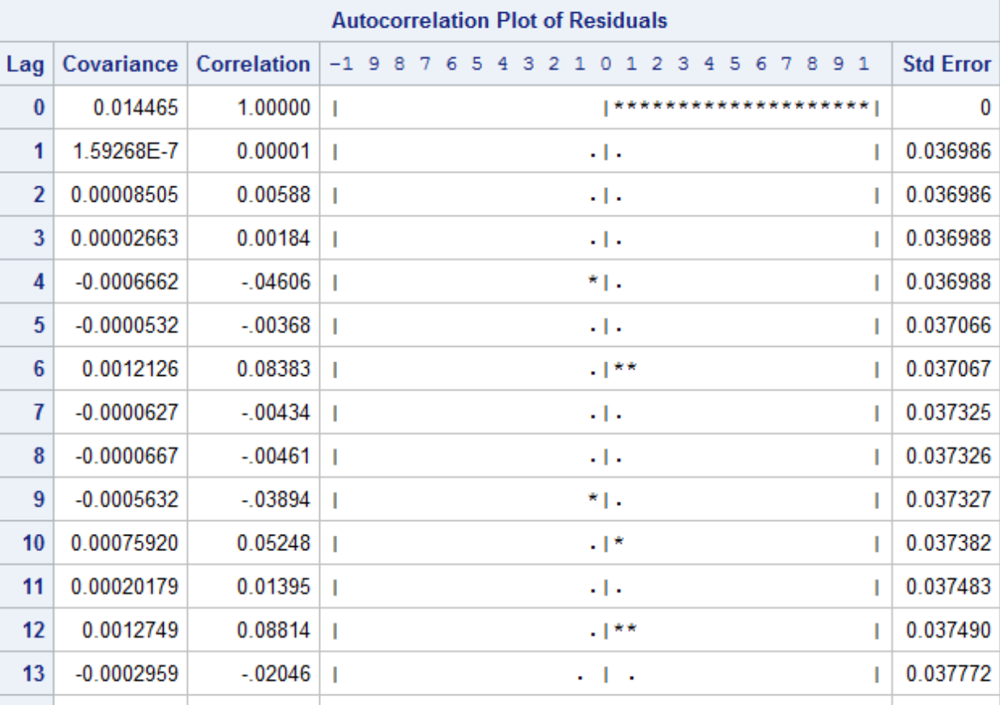 Autocorrelation Plot of Residuals
Lag Covariance Correlation -1 9 8 7 6 5 4 3 2 1 0 1 2 3 4 5 6 7 8 9 1 Std Error
0 0.014465 1.00000 | |********************| 0
1 1.59268E-7 0.00001 | .|. | 0.036986
2 0.00008505 0.00588 | .|. | 0.036986
3 0.00002663 0.00184 | .|. | 0.036988
4 -0.0006662 -.04606 | *|. | 0.036988
5 -0.0000532 -.00368 | .|. | 0.037066
6 0.0012126 0.08383 | .|** | 0.037067
7 -0.0000627 -.00434 | .|. | 0.037325
8 -0.0000667 -.00461 | .|. | 0.037326
9 -0.0005632 -.03894 | *|. | 0.037327
10 0.00075920 0.05248 | .|* | 0.037382
11 0.00020179 0.01395 | .|. | 0.037483
12 0.0012749 0.08814 | .|** | 0.037490
13 -0.0002959 -.02046 | . | . | 0.037772